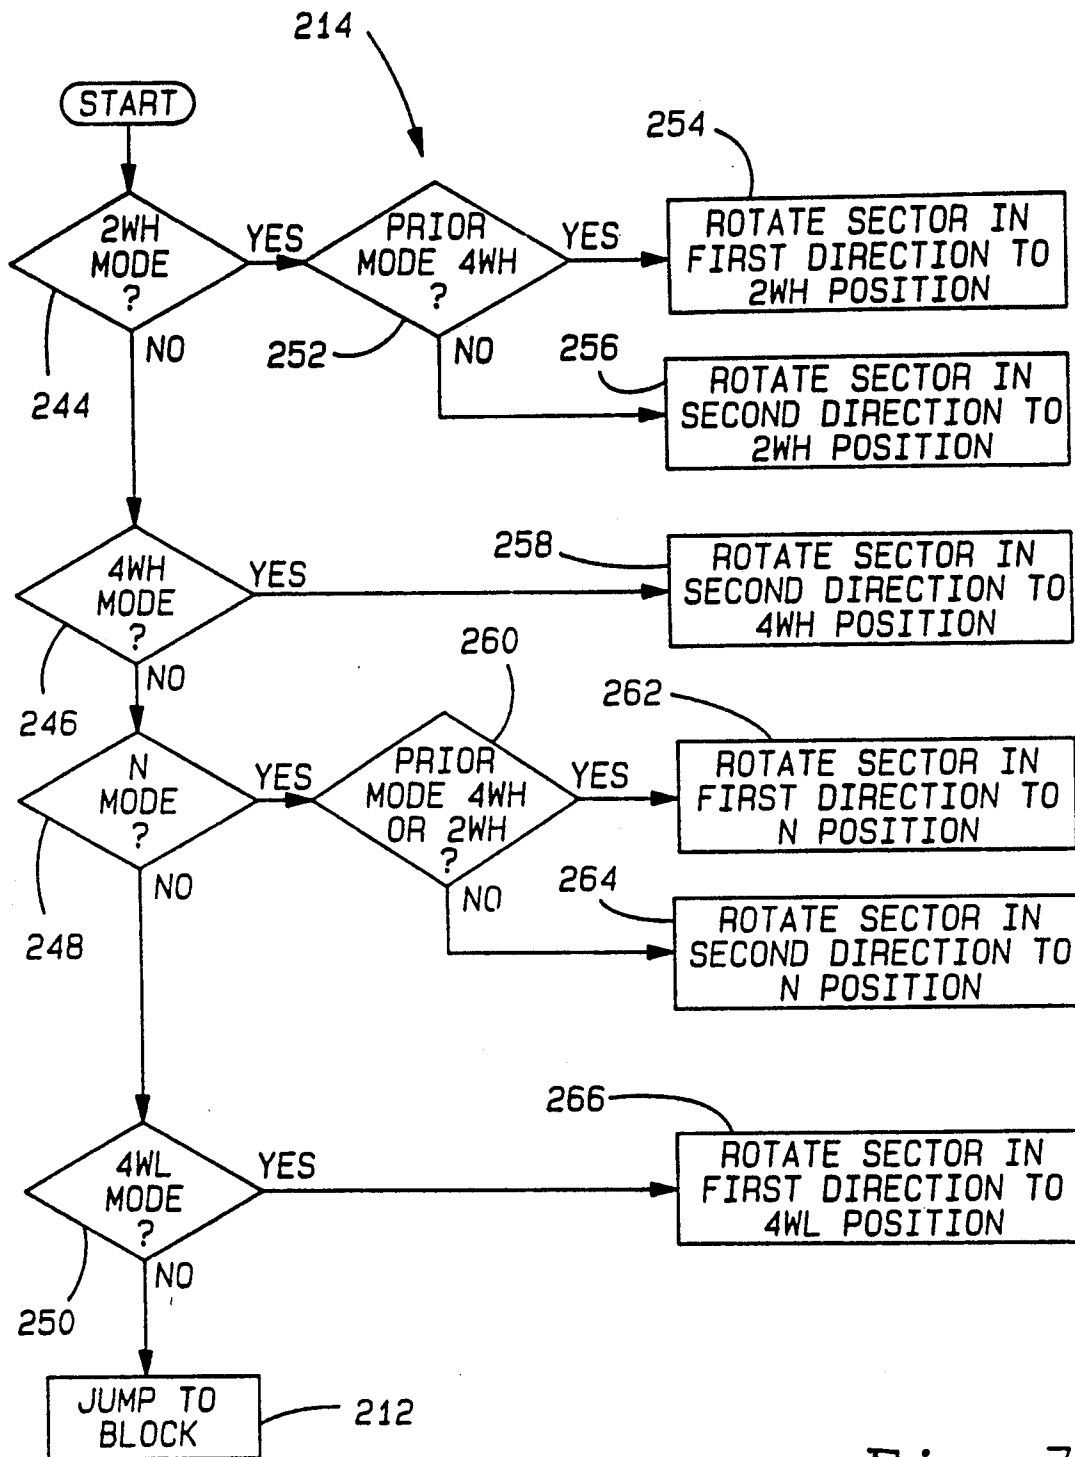 214
START
254
2WH
MODE
?
YES
PRIOR
MODE 4WH
?
YES
ROTATE SECTOR IN
FIRST DIRECTION TO
2WH POSITION
NO
244
252
NO
256
ROTATE SECTOR IN
SECOND DIRECTION TO
2WH POSITION
4WH
MODE
?
YES
258
ROTATE SECTOR IN
SECOND DIRECTION TO
4WH POSITION
NO
246
260
262
N
MODE
?
YES
PRIOR
MODE 4WH
OR 2WH
?
YES
ROTATE SECTOR IN
FIRST DIRECTION TO
N POSITION
NO
248
NO
264
ROTATE SECTOR IN
SECOND DIRECTION TO
N POSITION
266
4WL
MODE
?
YES
ROTATE SECTOR IN
FIRST DIRECTION TO
4WL POSITION
NO
250
JUMP TO
BLOCK
212